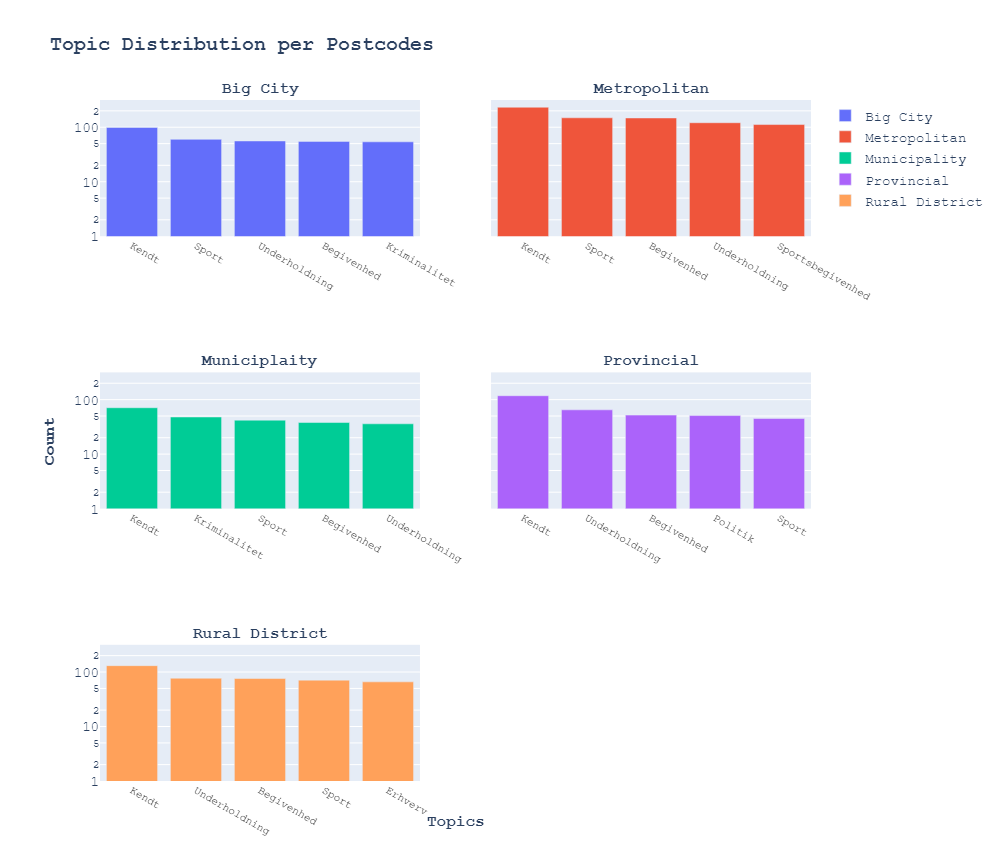 Topic Distribution per Postcodes
Big City
Metropolitan
2
100
5
2
10
5
2
1
Kendt
Sport
Underholdning
Begivenhed
Kriminalitet
Kendt
Sport
Begivenhed
Underholdning
Sportsbegivenhed
Big City
Metropolitan
Municipality
Provincial
Rural District
Municiplaity
Provincial
Count
2
100
5
2
10
5
2
1
Kendt
Kriminalitet
Sport
Begivenhed
Underholdning
Kendt
Underholdning
Begivenhed
Politik
Sport
Rural District
2
100
5
2
10
5
2
1
Kendt
Underholdning
Begivenhed
Sport
Erhverv
Topics